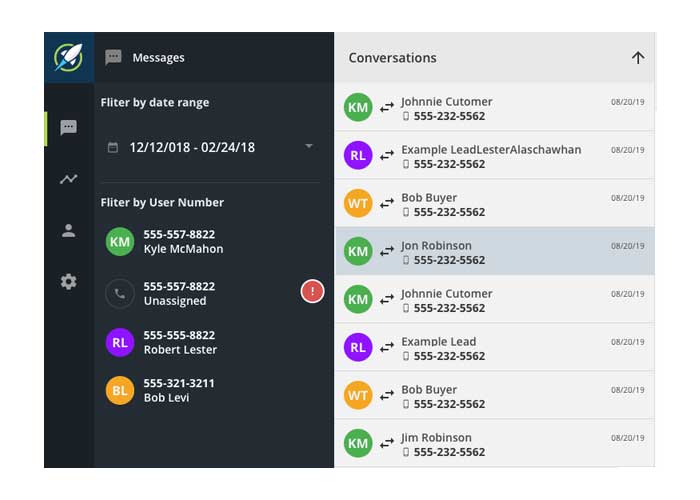 Messages
Fliter by date range
12/12/018 - 02/24/18
Fliter by User Number
KM
555-557-8822
Kyle McMahon
555-557-8822
Unassigned
!
RL
555-555-8822
Robert Lester
BL
555-321-3211
Bob Levi
Conversations
KM
Johnnie Cutomer
08/20/19
555-232-5562
RL
Example LeadLesterAlaschawhan
08/20/19
555-232-5562
WT
Bob Buyer
08/20/19
555-232-5562
KM
Jon Robinson
08/20/19
555-232-5562
KM
Johnnie Cutomer
08/20/19
555-232-5562
RL
Example Lead
08/20/19
555-232-5562
WT
Bob Buyer
08/20/19
555-232-5562
KM
Jim Robinson
08/20/19
555-232-5562